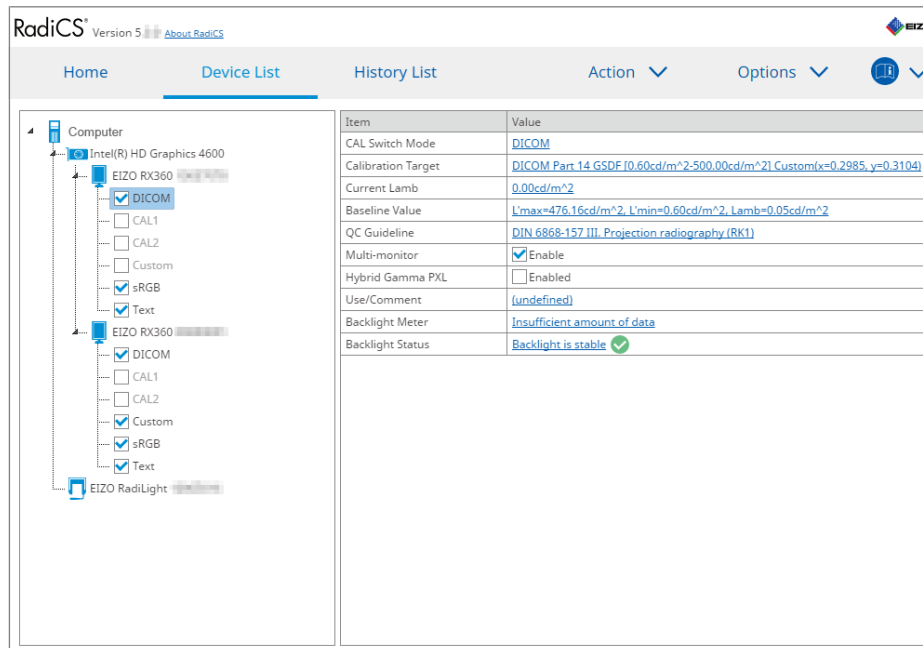 RadiCS® Version 5. About RadiCS
EIZ
Home Device List History List Action Options
Computer
Intel(R) HD Graphics 4600
EIZO RX360
DICOM
CAL1
CAL2
Custom
sRGB
Text
EIZO RX360
DICOM
CAL1
CAL2
Custom
sRGB
Text
EIZO RadiLight
Item Value
CAL Switch Mode DICOM
Calibration Target DICOM Part 14 GSDF [0.60cd/m^2-500.00cd/m^2] Custom(x=0.2985, y=0.3104)
Current Lamb 0.00cd/m^2
Baseline Value L'max=476.16cd/m^2, L'min=0.60cd/m^2, Lamb=0.05cd/m^2
QC Guideline DIN 6868-157 III. Projection radiography (RK1)
Multi-monitor Enable
Hybrid Gamma PXL Enabled
Use/Comment (undefined)
Backlight Meter Insufficient amount of data
Backlight Status Backlight is stable